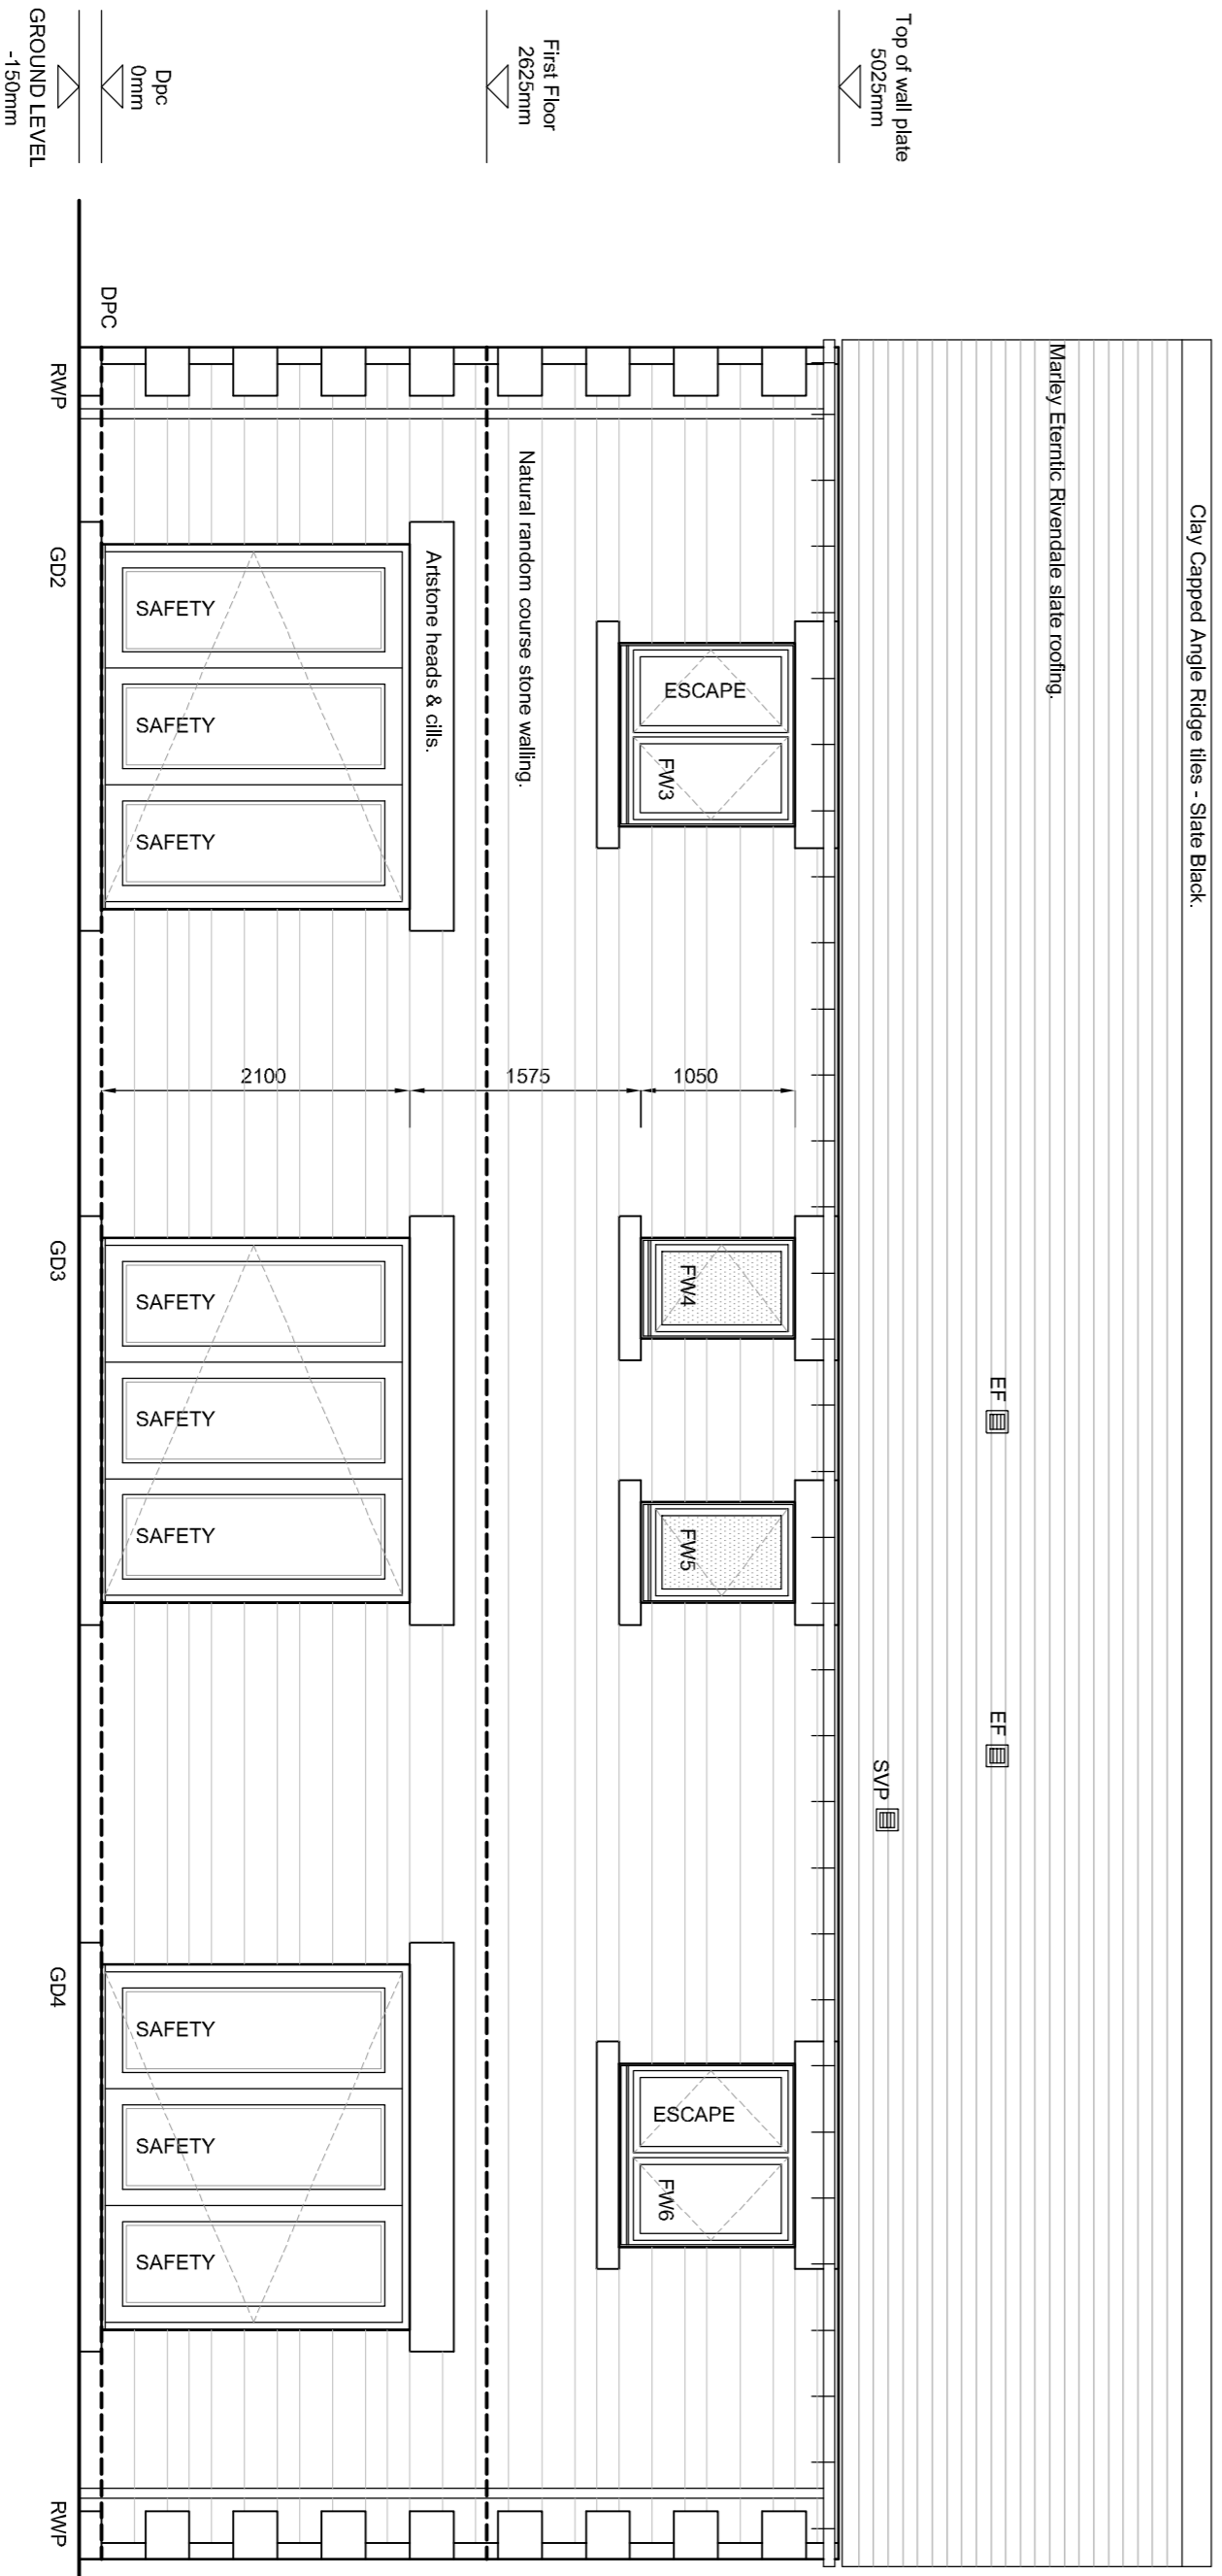 Clay Capped Angle Ridge tiles - Slate Black.
Marley Eterntic Rivendale slate roofing.
EF
EF
SVP
Top of wall plate
5025mm
First Floor
2625mm
Dpc
0mm
GROUND LEVEL
-150mm
ESCAPE
FW3
FW4
FW5
ESCAPE
FW6
1050
1575
2100
Natural random course stone walling.
Artstone heads & cills.
SAFETY
SAFETY
SAFETY
SAFETY
SAFETY
SAFETY
SAFETY
SAFETY
SAFETY
DPC
RWP
GD2
GD3
GD4
RWP